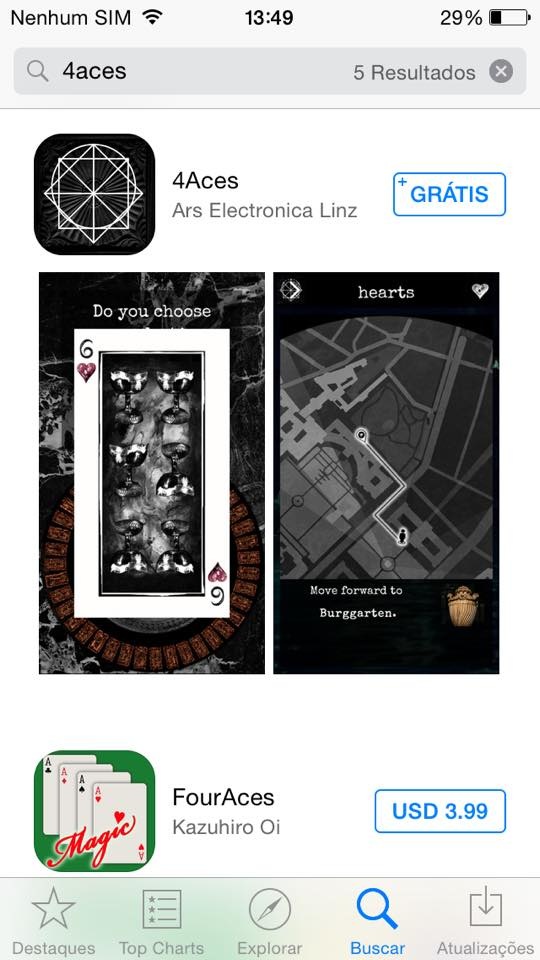 Nenhum SIM 13:49 29%
4aces 5 Resultados
4Aces
Ars Electronica Linz
+ GRÁTIS
Do you choose
6
6
hearts
Move forward to
Burggarten.
A A A A
Magic
A
FourAces
Kazuhiro Oi
USD 3.99
Destaques Top Charts Explorar Buscar Atualizações